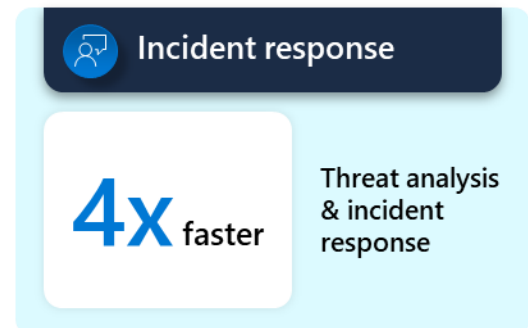 Incident response
4x faster
Threat analysis
& incident
response